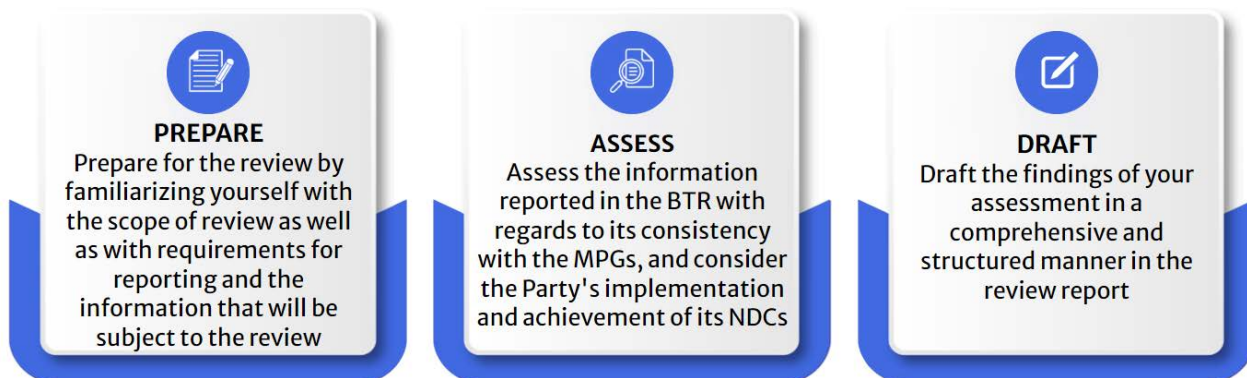 PREPARE
Prepare for the review by
familiarizing yourself with
the scope of review as well
as with requirements for
reporting and the
information that will be
subject to the review
ASSESS
Assess the information
reported in the BTR with
regards to its consistency
with the MPGs, and consider
the Party's implementation
and achievement of its NDCs
DRAFT
Draft the findings of your
assessment in a
comprehensive and
structured manner in the
review report